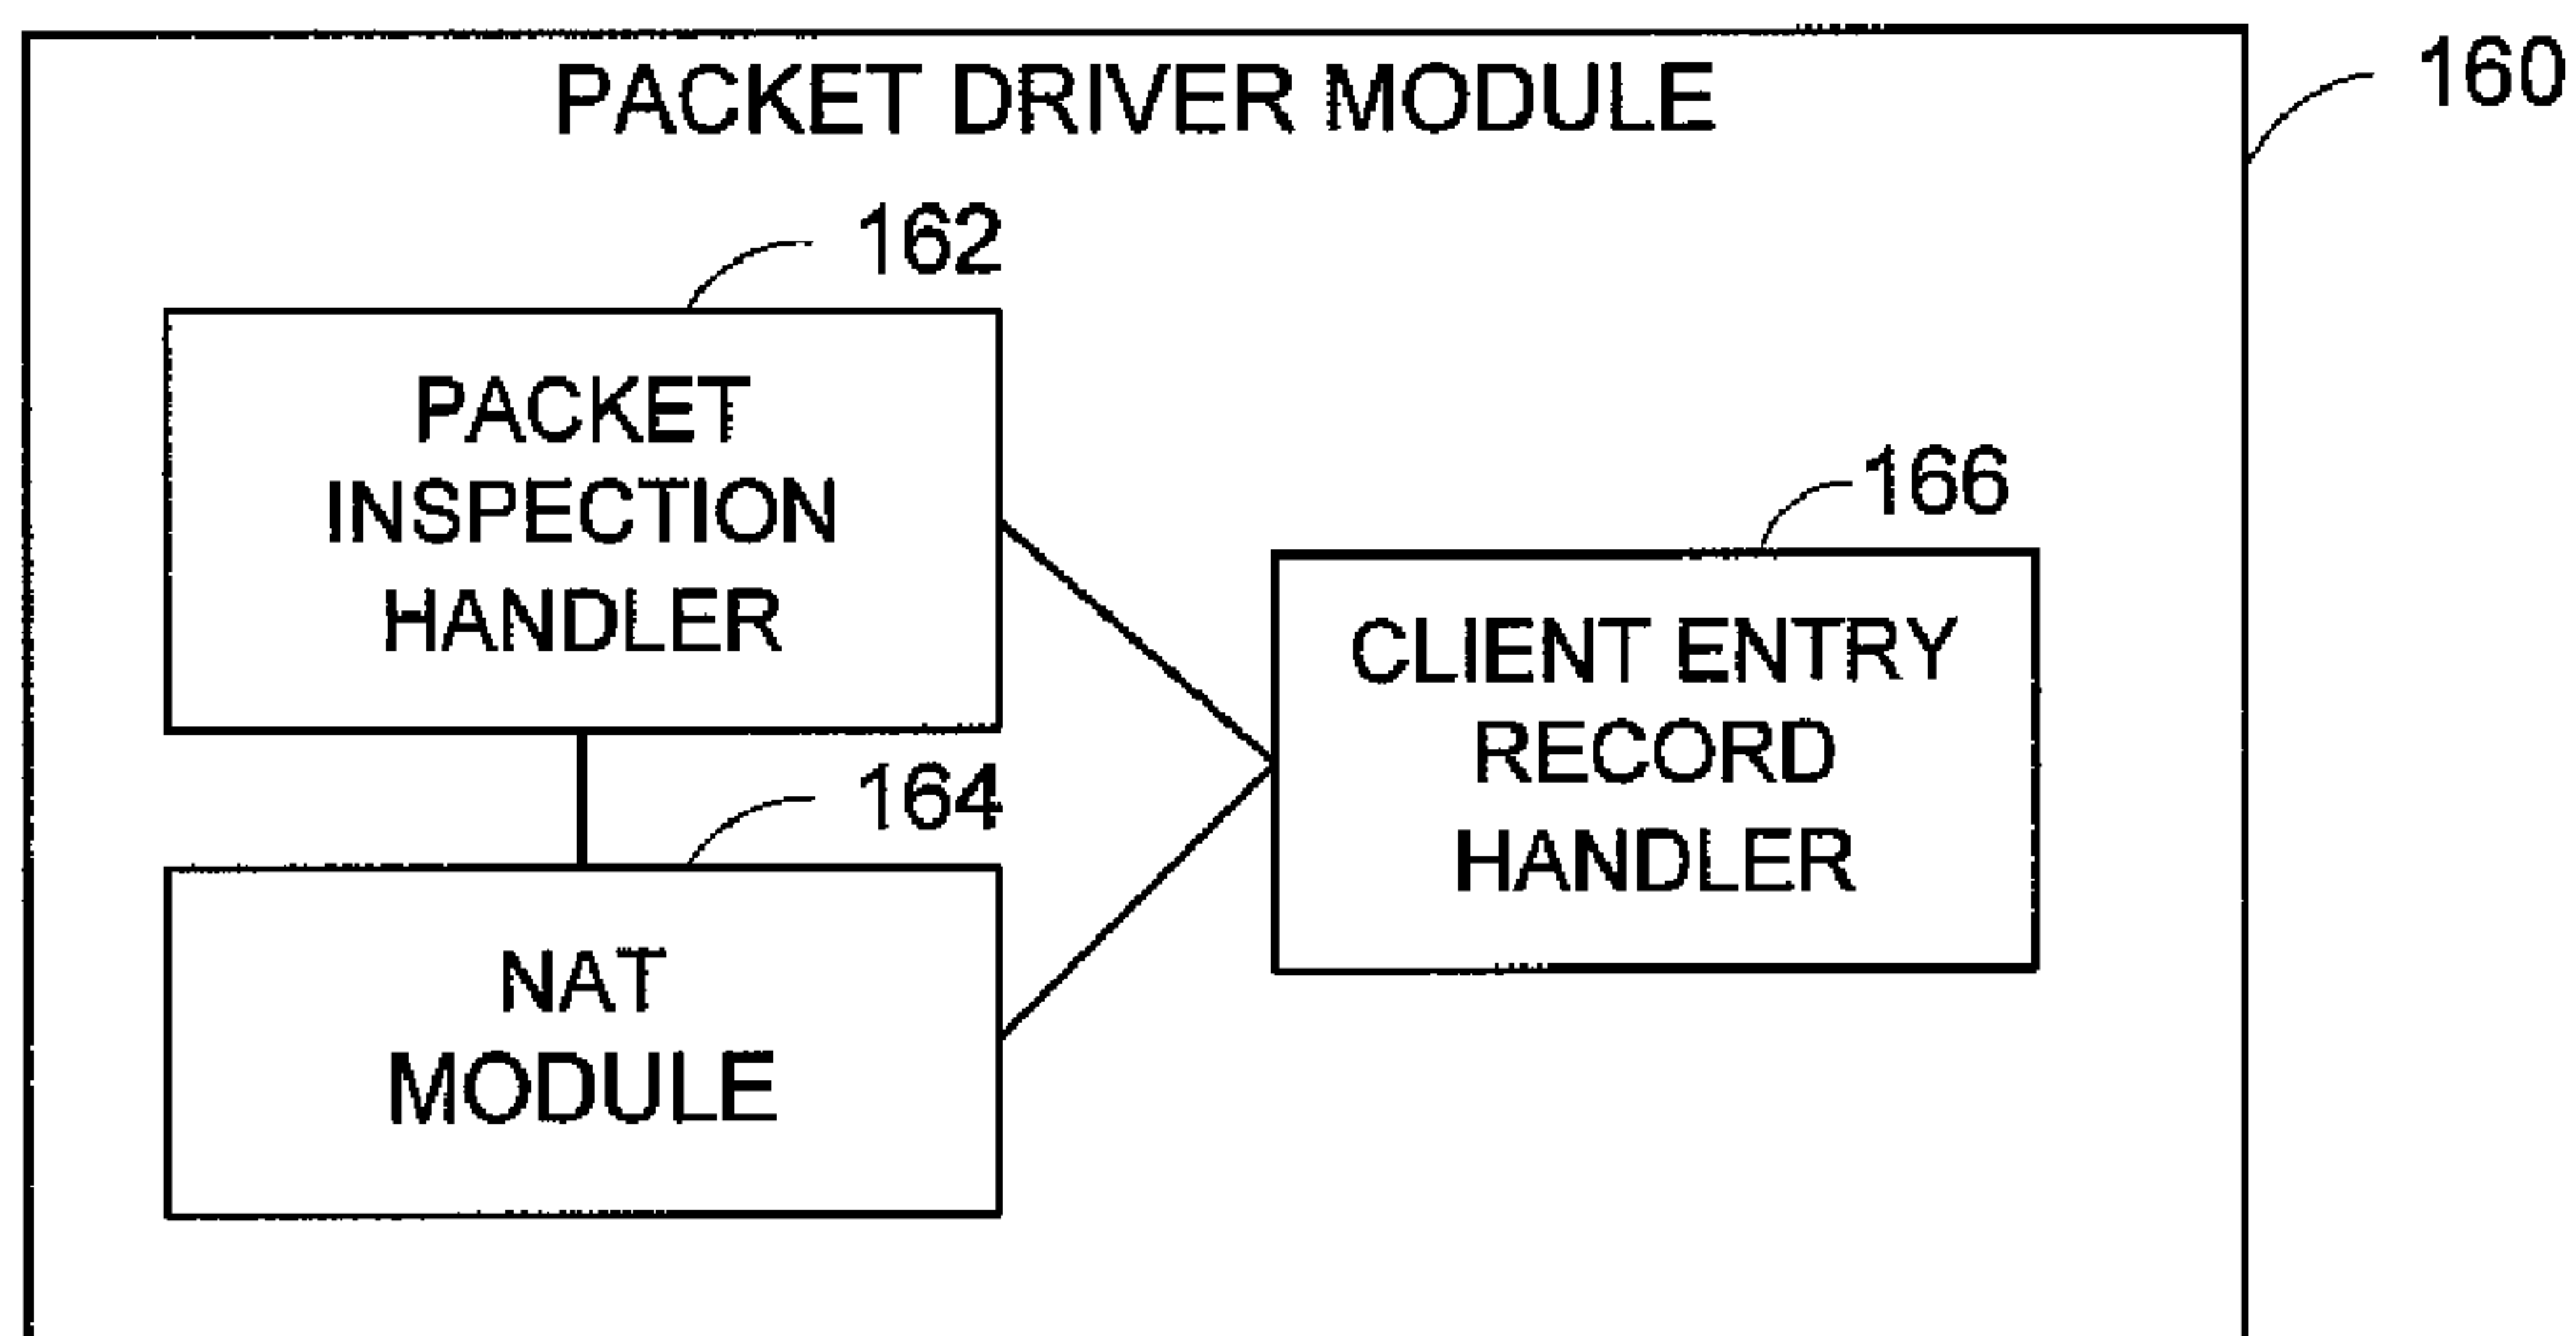 PACKET DRIVER MODULE
160
162
PACKET
INSPECTION
HANDLER
166
CLIENT ENTRY
RECORD
HANDLER
164
NAT
MODULE